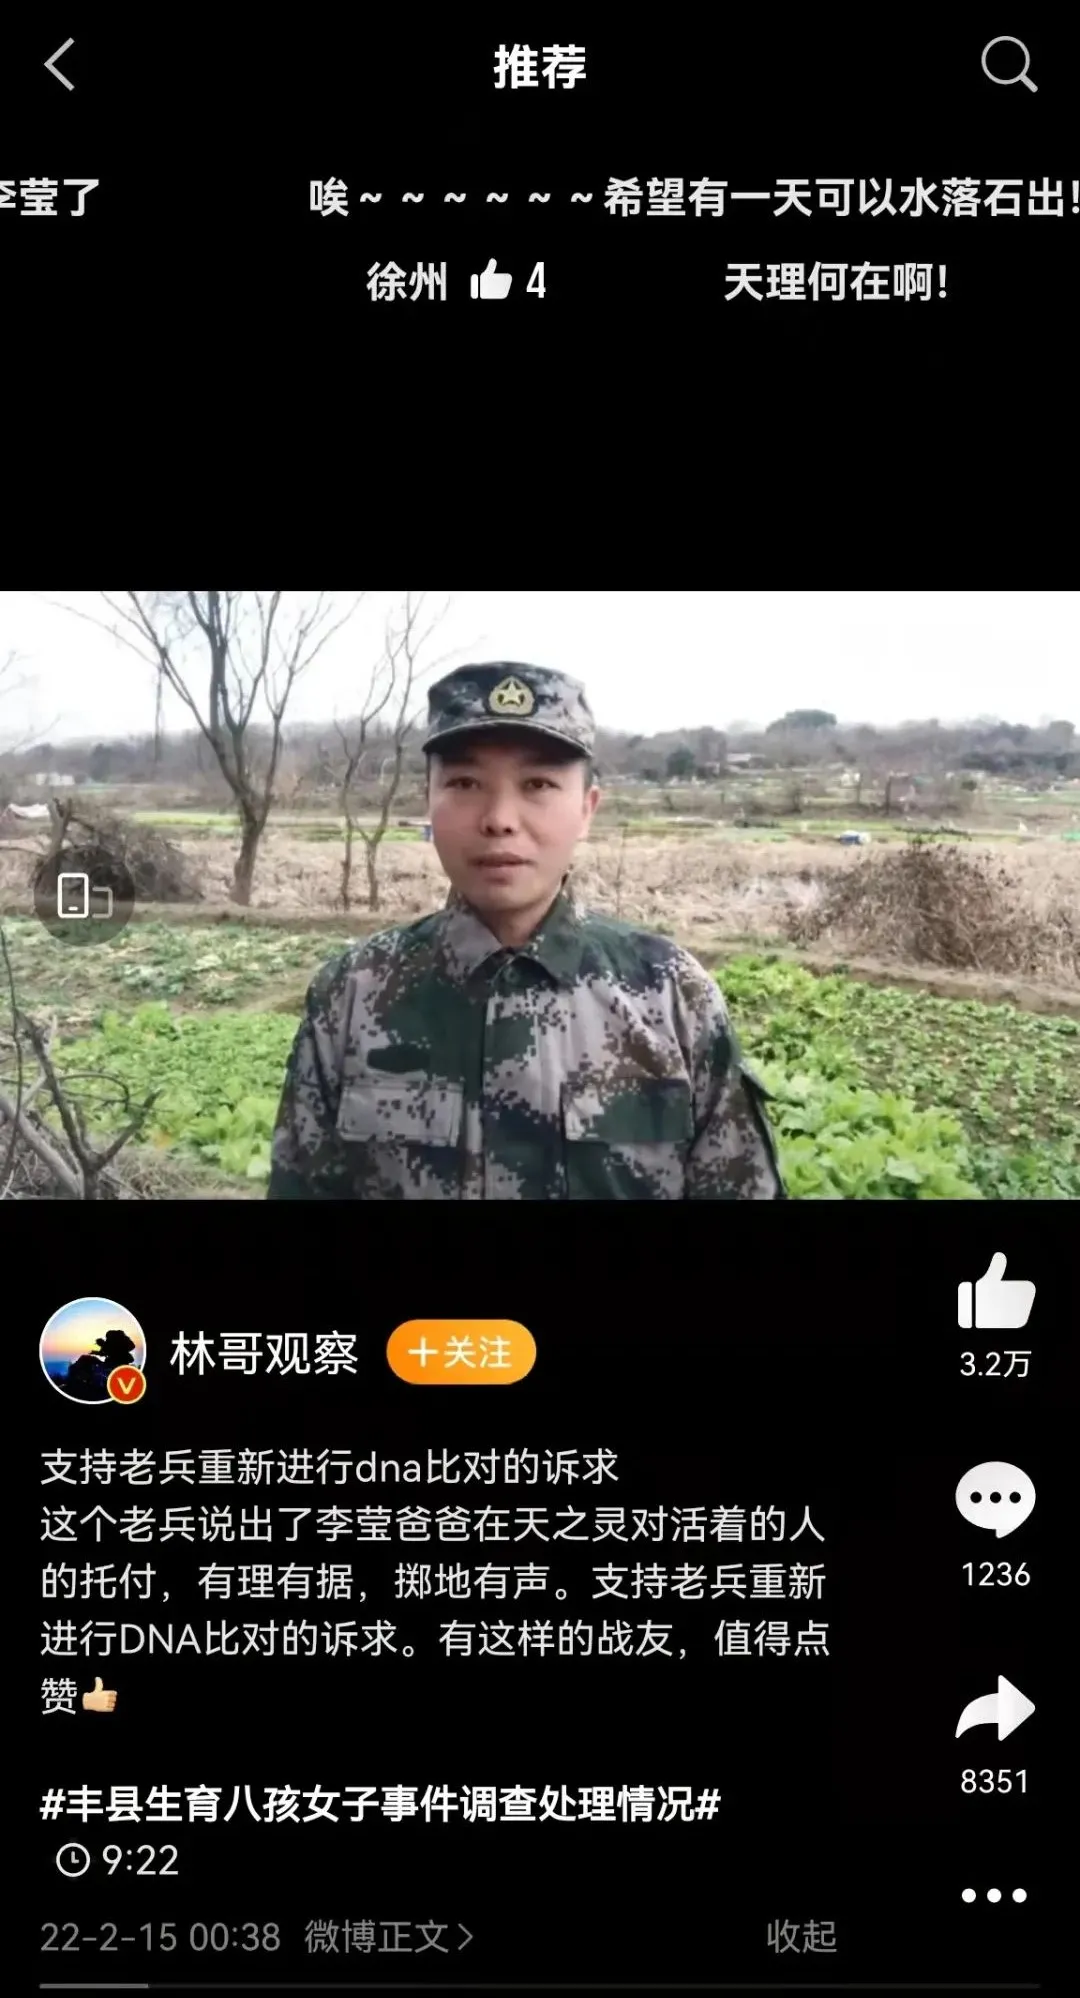 推荐
李莹了
唉~~~~~~希望有一天可以水落石出!
徐州 4
天理何在啊!
林哥观察
+关注
3.2万
支持老兵重新进行dna比对的诉求
这个老兵说出了李莹爸爸在天之灵对活着的人
的托付，有理有据，掷地有声。支持老兵重新
进行DNA比对的诉求。有这样的战友，值得点
赞👍
1236
8351
#丰县生育八孩女子事件调查处理情况#
9:22
22-2-15 00:38 微博正文>
收起